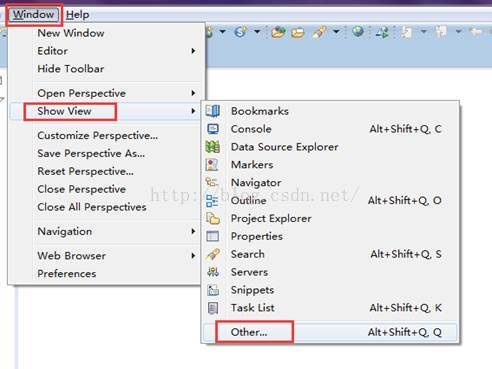 Window Help
New Window
Editor
Hide Toolbar
Open Perspective
Show View
Customize Perspective...
Save Perspective As...
Reset Perspective...
Close Perspective
Close All Perspectives
Navigation
Web Browser
Preferences
Bookmarks
Console Alt+Shift+Q, C
Data Source Explorer
Markers
Navigator
Outline Alt+Shift+Q, O
Project Explorer
Properties
Search Alt+Shift+Q, S
Servers
Snippets
Task List Alt+Shift+Q, K
Other... Alt+Shift+Q, Q
http://blog.csdn.net/